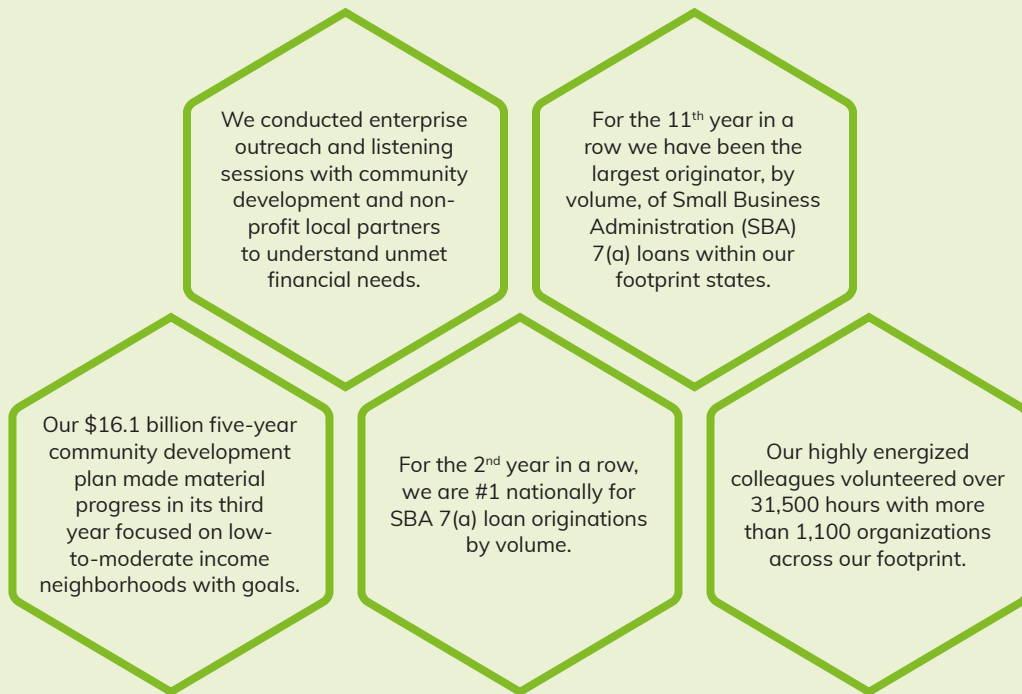 We conducted enterprise
outreach and listening
sessions with community
development and non-
profit local partners
to understand unmet
financial needs.
For the 11th year in a
row we have been the
largest originator, by
volume, of Small Business
Administration (SBA)
7(a) loans within our
footprint states.
Our $16.1 billion five-year
community development
plan made material
progress in its third
year focused on low-
to-moderate income
neighborhoods with goals.
For the 2nd year in a row,
we are #1 nationally for
SBA 7(a) loan originations
by volume.
Our highly energized
colleagues volunteered over
31,500 hours with more
than 1,100 organizations
across our footprint.